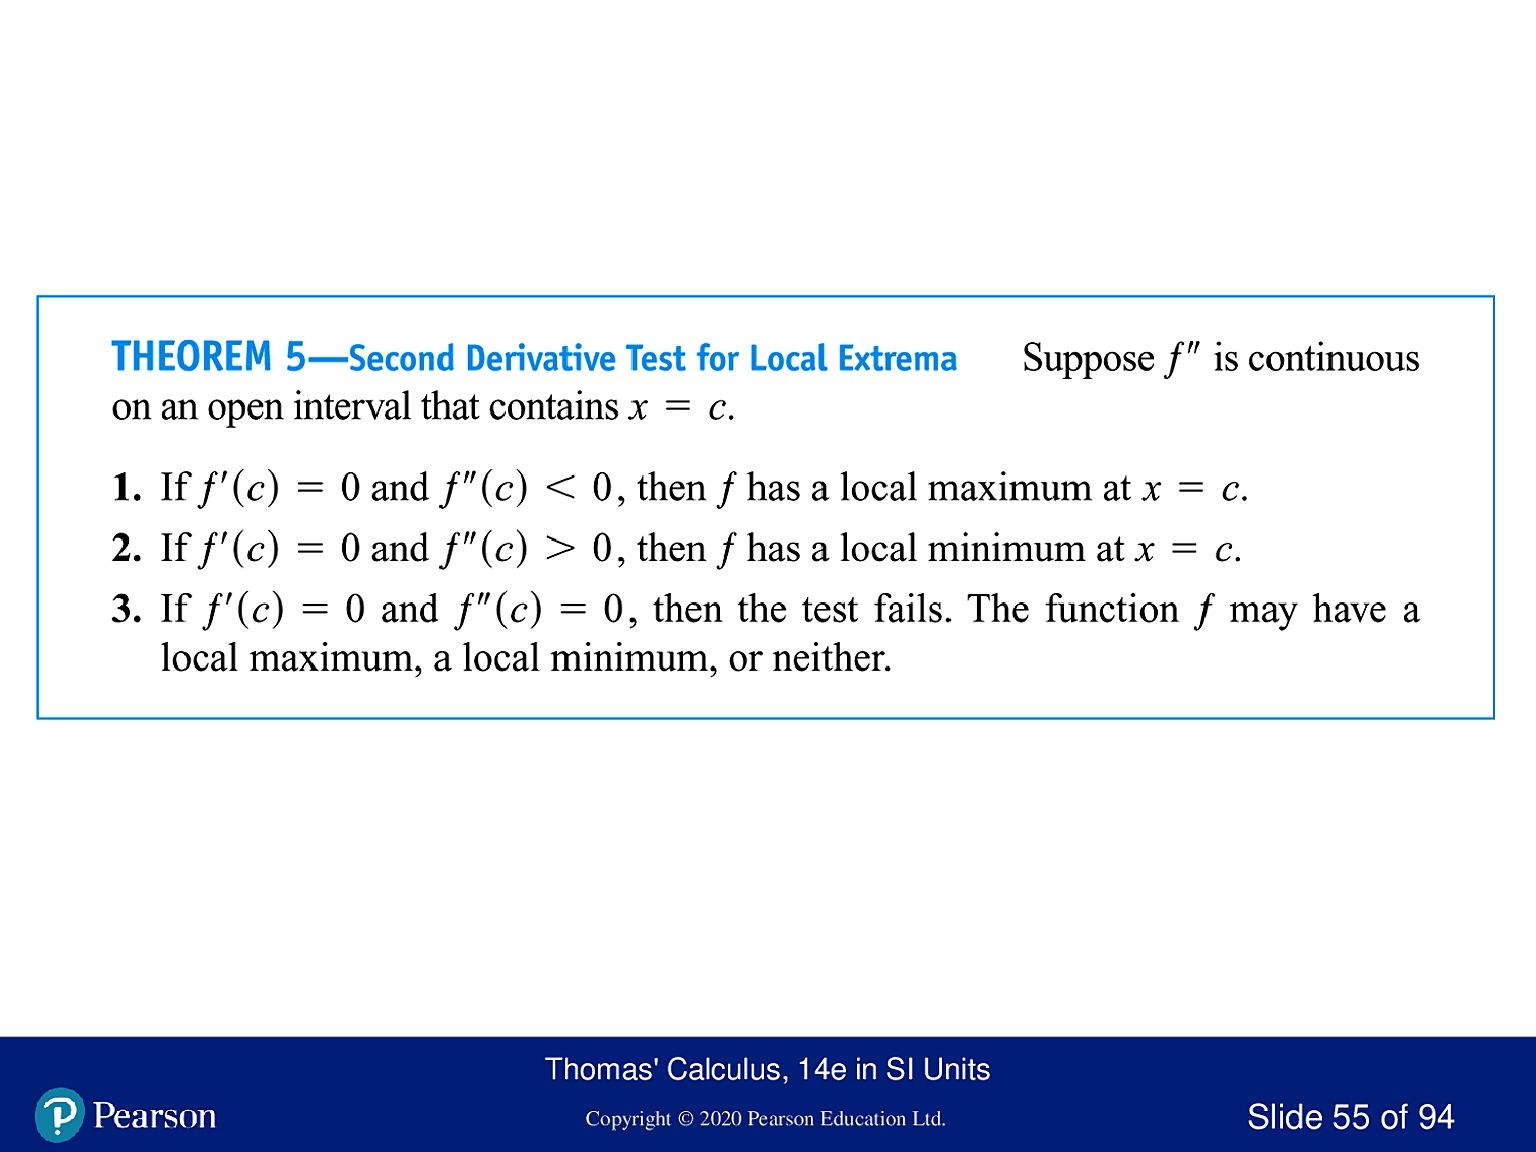 THEOREM 5—Second Derivative Test for Local Extrema Suppose f″ is continuous
on an open interval that contains x = c.
1. If f′(c) = 0 and f″(c) < 0, then f has a local maximum at x = c.
2. If f′(c) = 0 and f″(c) > 0, then f has a local minimum at x = c.
3. If f′(c) = 0 and f″(c) = 0, then the test fails. The function f may have a
local maximum, a local minimum, or neither.
Thomas' Calculus, 14e in SI Units
Pearson
Copyright © 2020 Pearson Education Ltd.
Slide 55 of 94